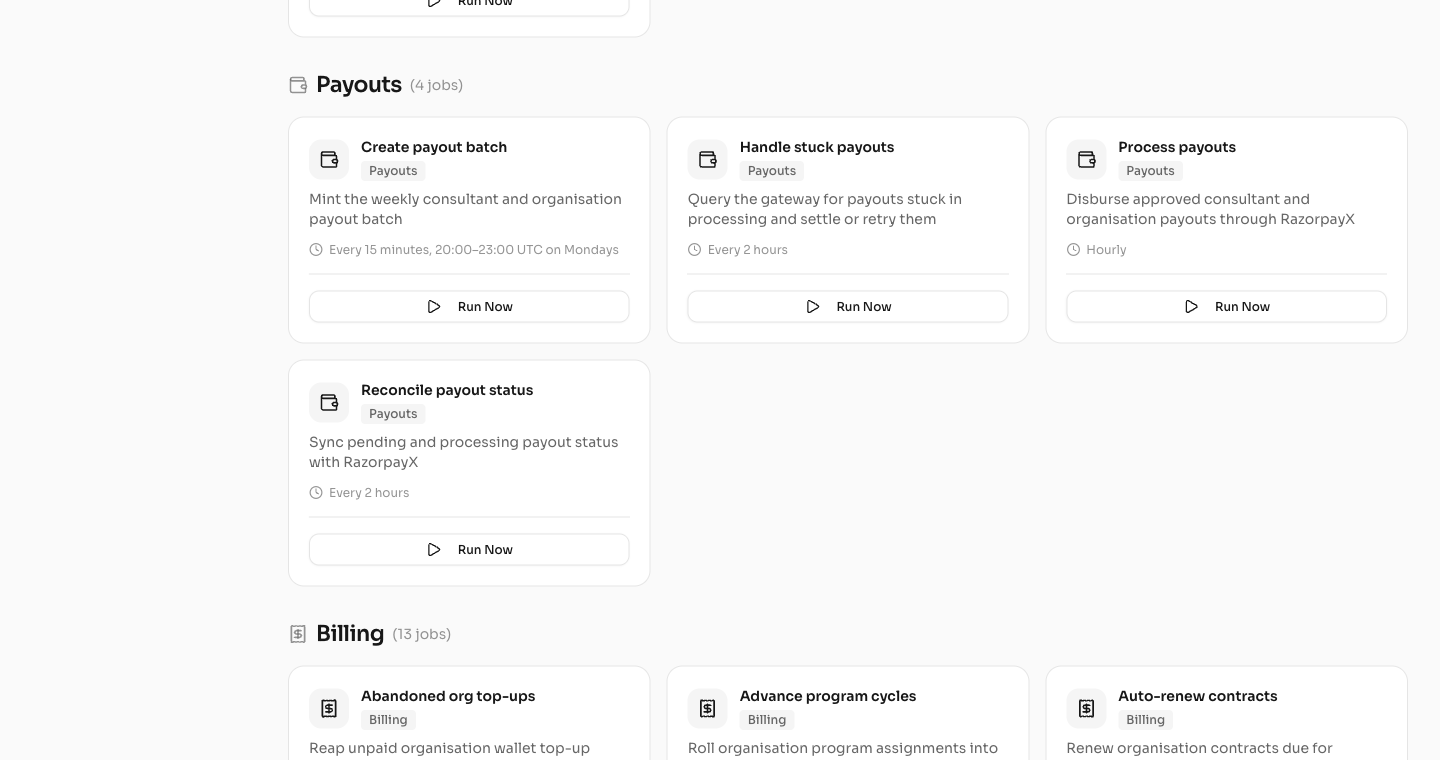 Run Now
Payouts (4 jobs)
Create payout batch
Payouts
Mint the weekly consultant and organisation
payout batch
Every 15 minutes, 20:00–23:00 UTC on Mondays
Run Now
Handle stuck payouts
Payouts
Query the gateway for payouts stuck in
processing and settle or retry them
Every 2 hours
Run Now
Process payouts
Payouts
Disburse approved consultant and
organisation payouts through RazorpayX
Hourly
Run Now
Reconcile payout status
Payouts
Sync pending and processing payout status
with RazorpayX
Every 2 hours
Run Now
Billing (13 jobs)
Abandoned org top-ups
Billing
Reap unpaid organisation wallet top-up
Advance program cycles
Billing
Roll organisation program assignments into
Auto-renew contracts
Billing
Renew organisation contracts due for